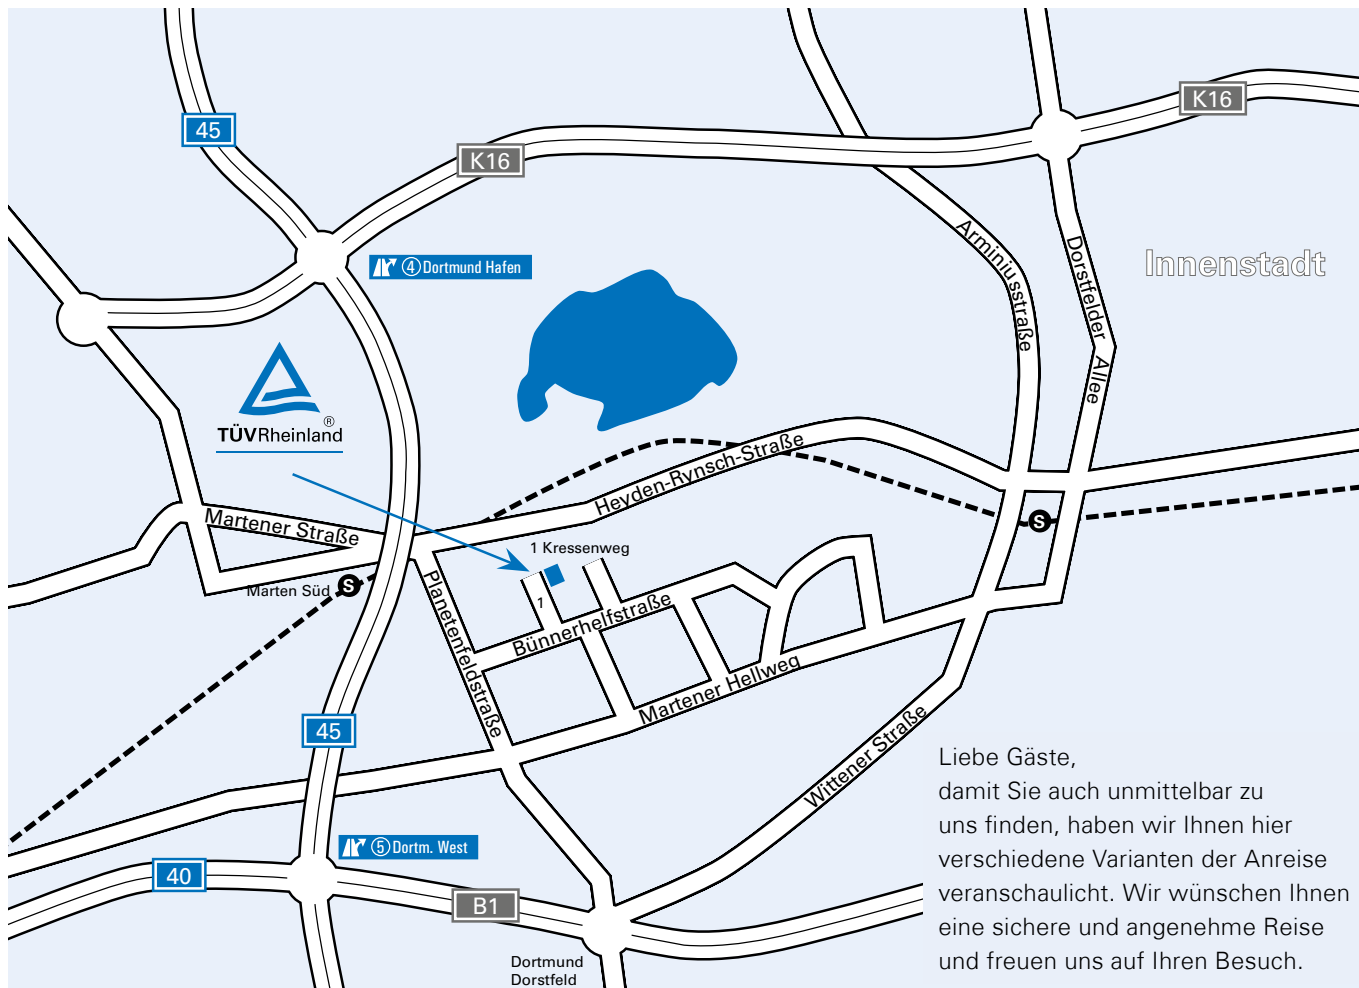 45
K16
K16
Arminiusstraße
Dorstfelder Allee
Innenstadt
④ Dortmund Hafen
TÜVRheinland
®
Heyden-Rynsch-Straße
Martener Straße
S
Marten Süd S
1 Kressenweg
1
Planetenfeldstraße
Bünnerhelfstraße
Martener Hellweg
45
Wittener Straße
⑤ Dortm. West
40
B1
Dortmund
Dorstfeld
Liebe Gäste,
damit Sie auch unmittelbar zu
uns finden, haben wir Ihnen hier
verschiedene Varianten der Anreise
veranschaulicht. Wir wünschen Ihnen
eine sichere und angenehme Reise
und freuen uns auf Ihren Besuch.